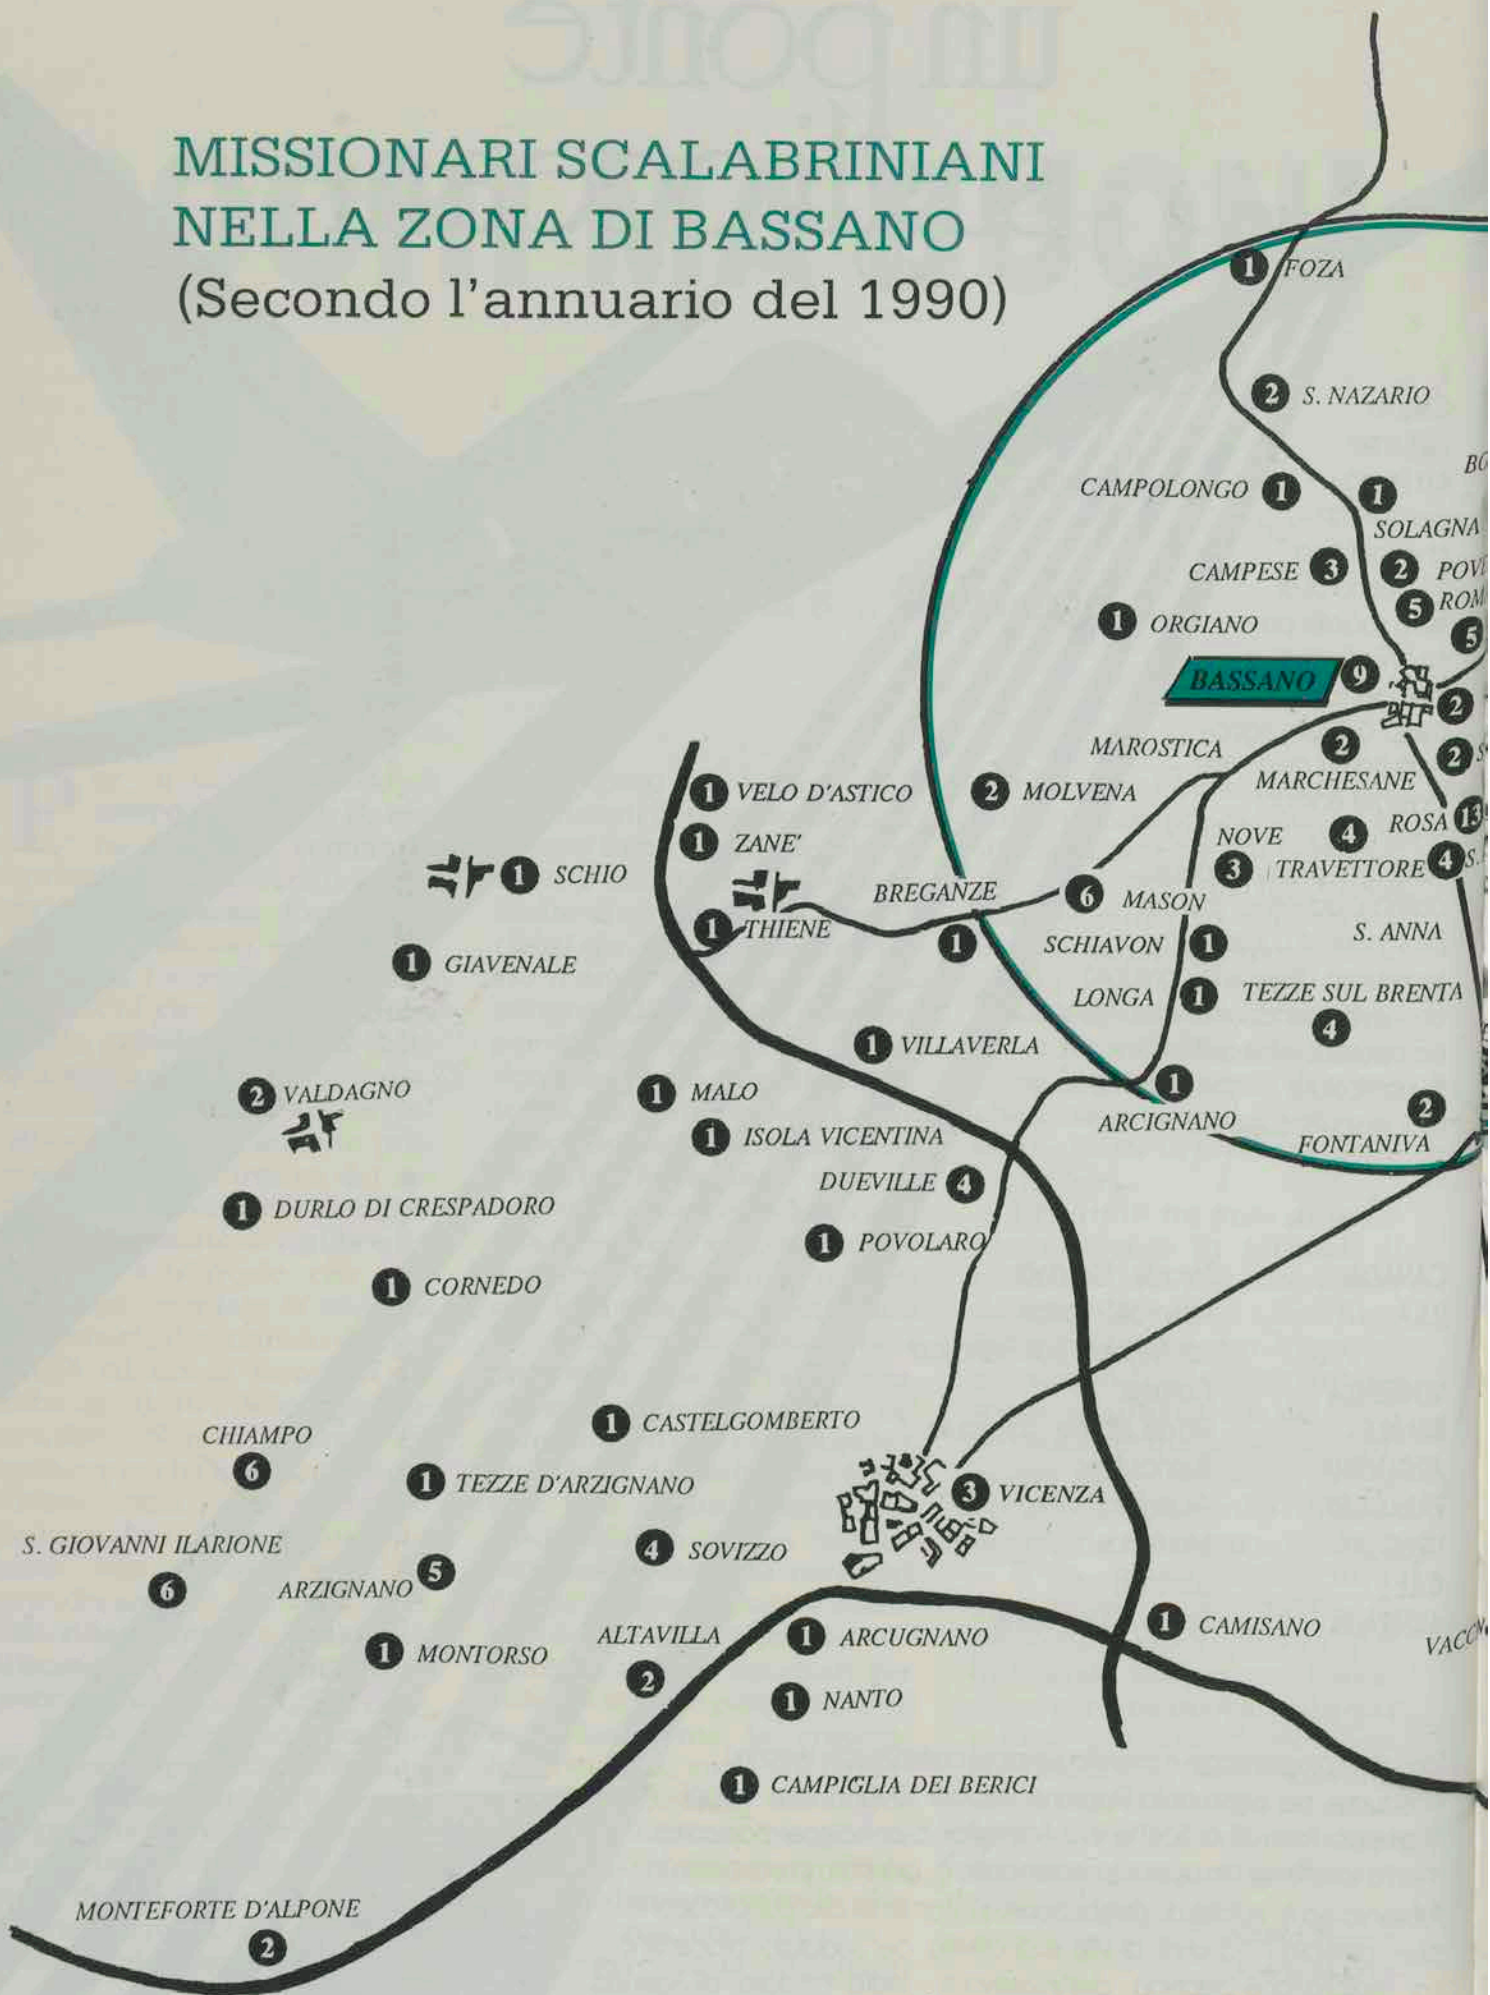 MISSIONARI SCALABRINIANI
NELLA ZONA DI BASSANO
(Secondo l'annuario del 1990)
1 FOZA
2 S. NAZARIO
CAMPOLONGO 1
1
SOLAGNA
CAMPESE 3
2
5
1 ORGIANO
5
BASSANO 9
2
MAROSTICA
2
MARCHESANE
2
1 VELO D'ASTICO
2 MOLVENA
1 ZANE'
NOVE
3
4
ROSA 13
TRAVETTORE 4
1 SCHIO
BREGANZE
1
6 MASON
1 THIENE
SCHIAVON 1
S. ANNA
1 GIAVENALE
LONGA 1
TEZZE SUL BRENTA
4
1 VILLAVERLA
2 VALDAGNO
1 MALO
1
ARCIGNANO
2
FONTANIVA
1 ISOLA VICENTINA
DUEVILLE 4
1 DURLO DI CRESPADORO
1 POVOLARO
1 CORNEDO
1 CASTELGOMBERTO
CHIAMPO
6
1 TEZZE D'ARZIGNANO
3 VICENZA
S. GIOVANNI ILARIONE
6
4 SOVIZZO
ARZIGNANO 5
1 MONTORSO
ALTAVILLA
2
1 ARCUGNANO
1 CAMISANO
1 NANTO
1 CAMPIGLIA DEI BERICI
MONTEFORTE D'ALPONE
2